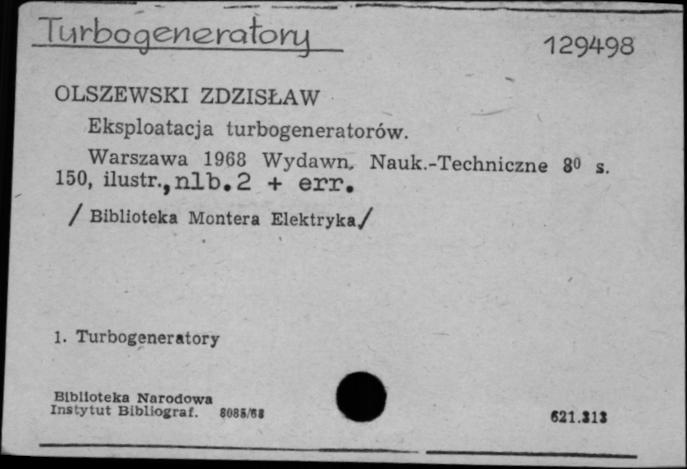 Turbogeneratory
129498
OLSZEWSKI ZDZISŁAW
Eksploatacja turbogeneratorów.
Warszawa 1968 Wydawn. Nauk.-Techniczne 8⁰ s.
150, ilustr., nlb.2 + err.
/ Biblioteka Montera Elektryka/
1. Turbogeneratory
Biblioteka Narodowa
Instytut Bibliograf. 8085/68
621.313